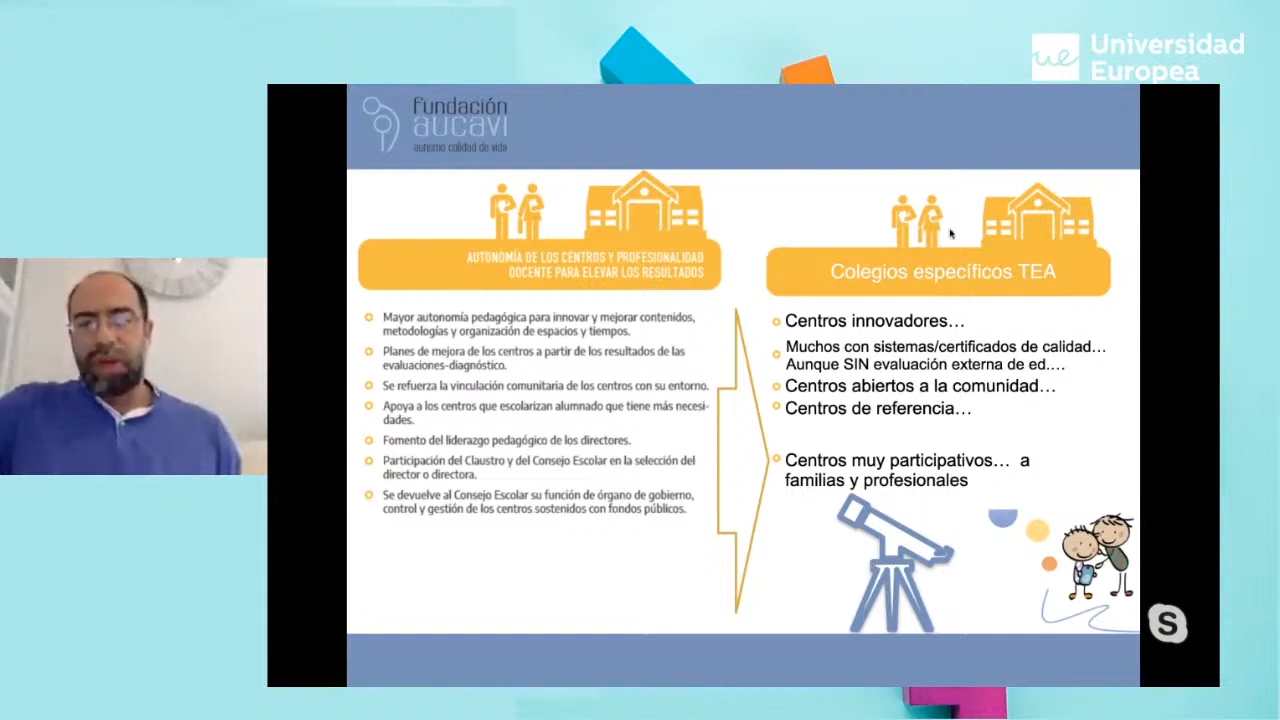 Universidad
Europea
fundación
aucavi
autismo calidad de vida
AUTONOMÍA DE LOS CENTROS Y PROFESIONALIDAD
DOCENTE PARA ELEVAR LOS RESULTADOS
Mayor autonomía pedagógica para innovar y mejorar contenidos,
metodologías y organización de espacios y tiempos.
Planes de mejora de los centros a partir de los resultados de las
evaluaciones-diagnóstico.
Se refuerza la vinculación comunitaria de los centros con su entorno.
Apoya a los centros que escolarizan alumnado que tiene más necesi-
dades.
Fomento del liderazgo pedagógico de los directores.
Participación del Claustro y del Consejo Escolar en la selección del
director o directora.
Se devuelve al Consejo Escolar su función de órgano de gobierno,
control y gestión de los centros sostenidos con fondos públicos.
Colegios específicos TEA
Centros innovadores…
Muchos con sistemas/certificados de calidad…
Aunque SIN evaluación externa de ed.…
Centros abiertos a la comunidad…
Centros de referencia…
Centros muy participativos… a
familias y profesionales